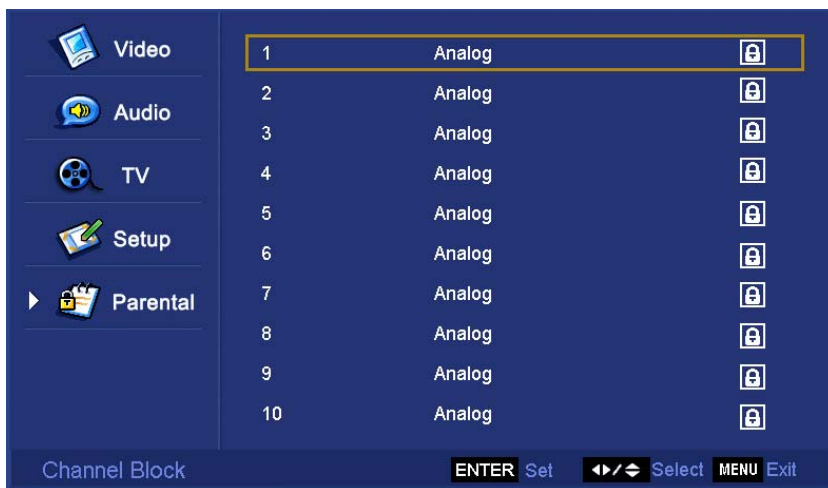 Video
Audio
TV
Setup
Parental
1 Analog
2 Analog
3 Analog
4 Analog
5 Analog
6 Analog
7 Analog
8 Analog
9 Analog
10 Analog
Channel Block ENTER Set / Select MENU Exit